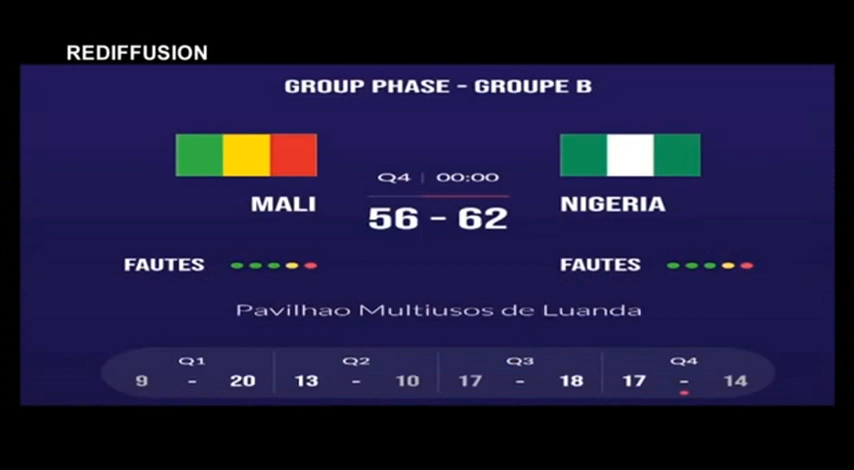 REDIFFUSION
GROUP PHASE - GROUPE B
Q4 | 00:00
MALI
56 - 62
NIGERIA
FAUTES
FAUTES
Pavilhao Multiusos de Luanda
Q1 Q2 Q3 Q4
9 - 20 13 - 10 17 - 18 17 - 14